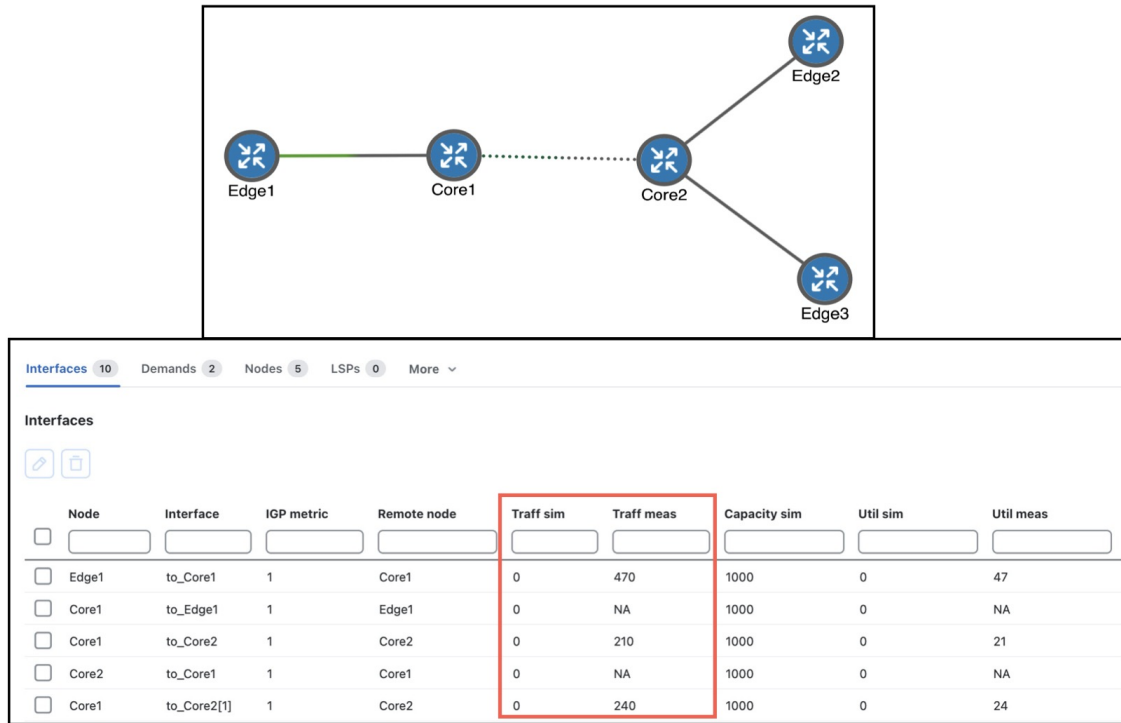 Edge2
Edge1
Core1
Core2
Edge3
Interfaces 10 Demands 2 Nodes 5 LSPs 0 More
Interfaces
Node Interface IGP metric Remote node Traff sim Traff meas Capacity sim Util sim Util meas
Edge1 to_Core1 1 Core1 0 470 1000 0 47
Core1 to_Edge1 1 Edge1 0 NA 1000 0 NA
Core1 to_Core2 1 Core2 0 210 1000 0 21
Core2 to_Core1 1 Core1 0 NA 1000 0 NA
Core1 to_Core2[1] 1 Core2 0 240 1000 0 24